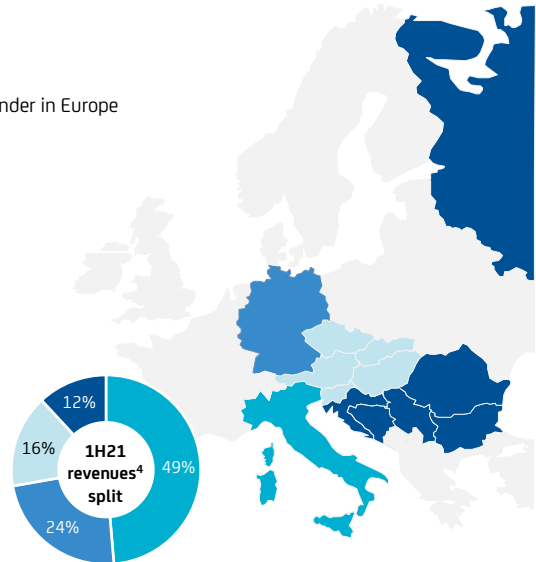 nder in Europe
12%
16%
49%
24%
1H21
revenues4
split